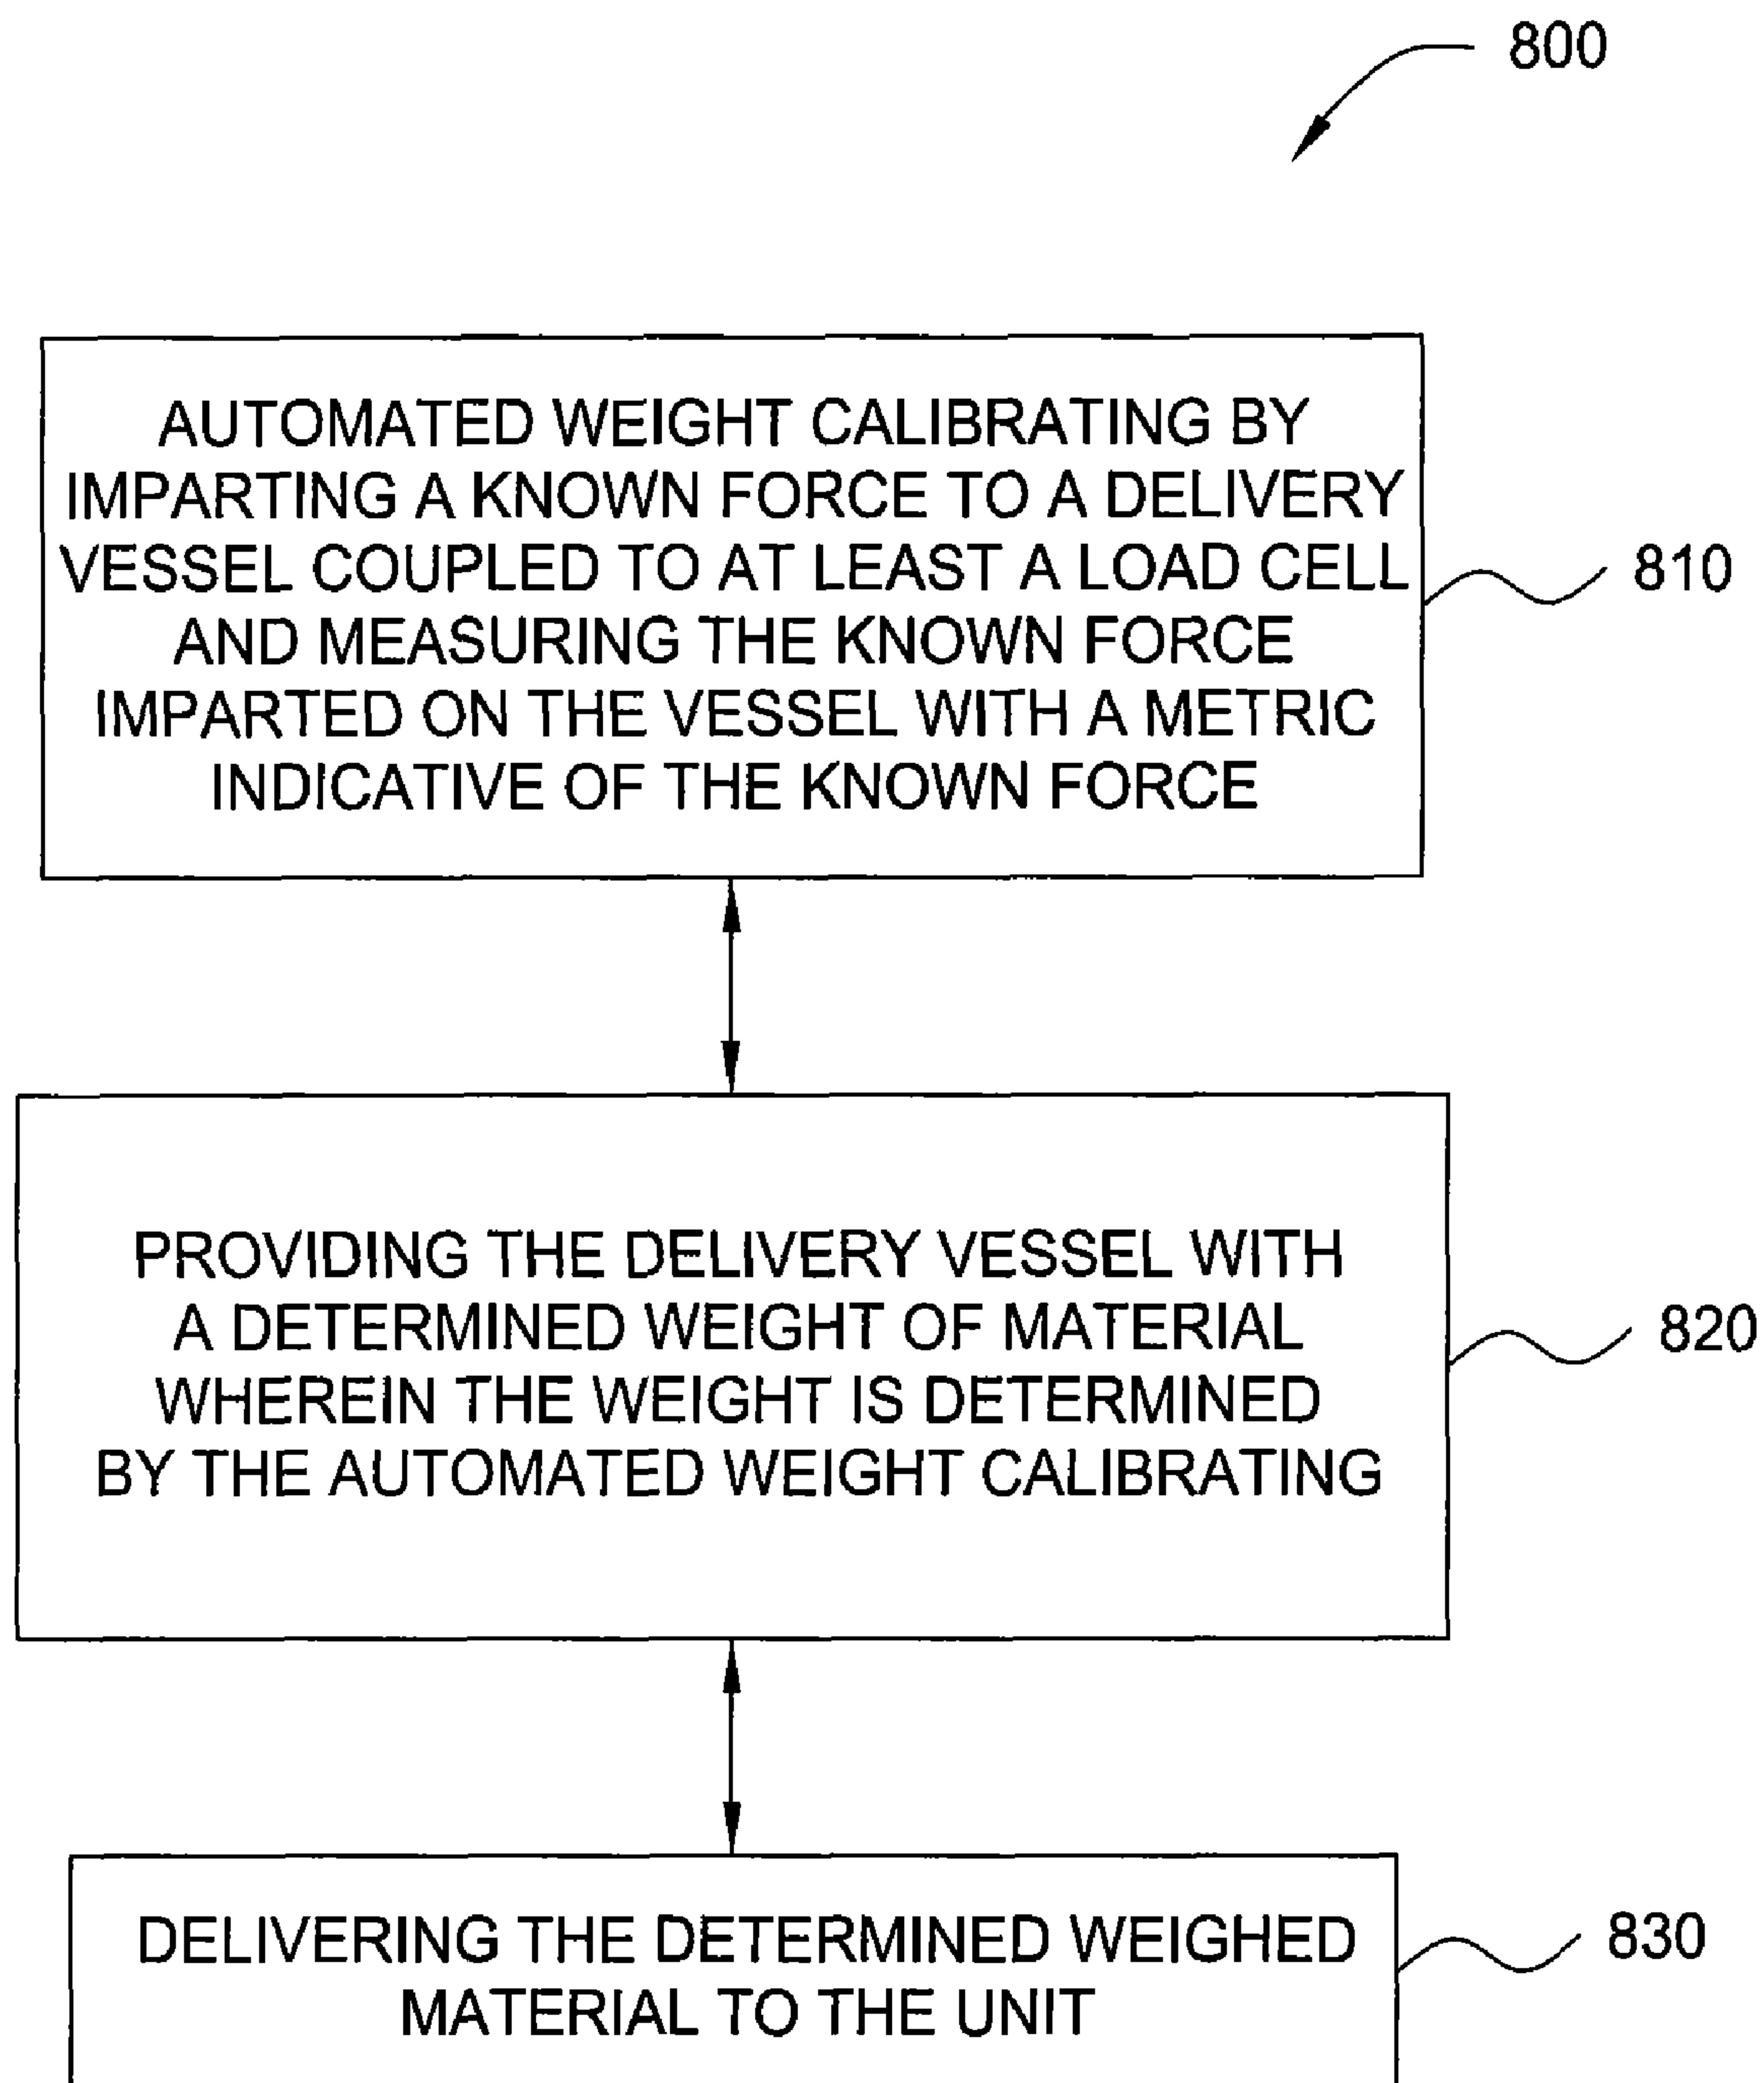 800
AUTOMATED WEIGHT CALIBRATING BY
IMPARTING A KNOWN FORCE TO A DELIVERY
VESSEL COUPLED TO AT LEAST A LOAD CELL
AND MEASURING THE KNOWN FORCE
IMPARTED ON THE VESSEL WITH A METRIC
INDICATIVE OF THE KNOWN FORCE
810
PROVIDING THE DELIVERY VESSEL WITH
A DETERMINED WEIGHT OF MATERIAL
WHEREIN THE WEIGHT IS DETERMINED
BY THE AUTOMATED WEIGHT CALIBRATING
820
DELIVERING THE DETERMINED WEIGHED
MATERIAL TO THE UNIT
830